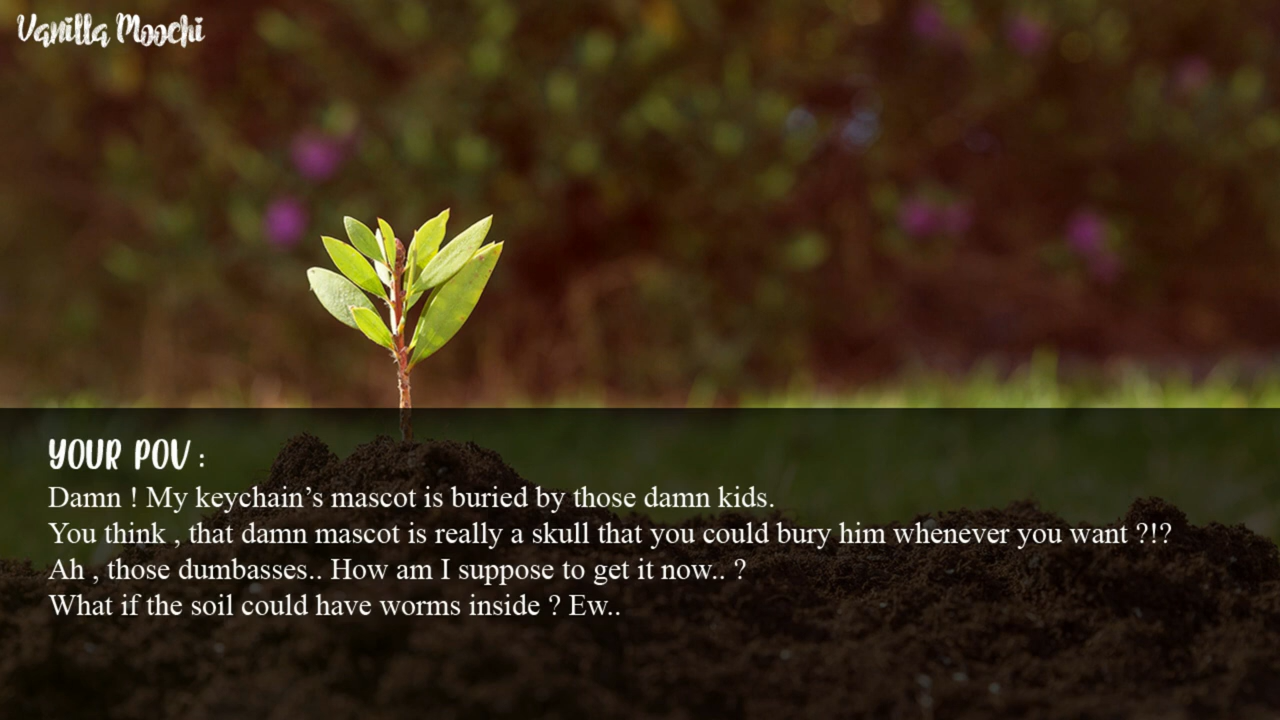 Vanilla Moochi
YOUR POV :
Damn ! My keychain’s mascot is buried by those damn kids.
You think , that damn mascot is really a skull that you could bury him whenever you want ?!?
Ah , those dumbasses.. How am I suppose to get it now.. ?
What if the soil could have worms inside ? Ew..